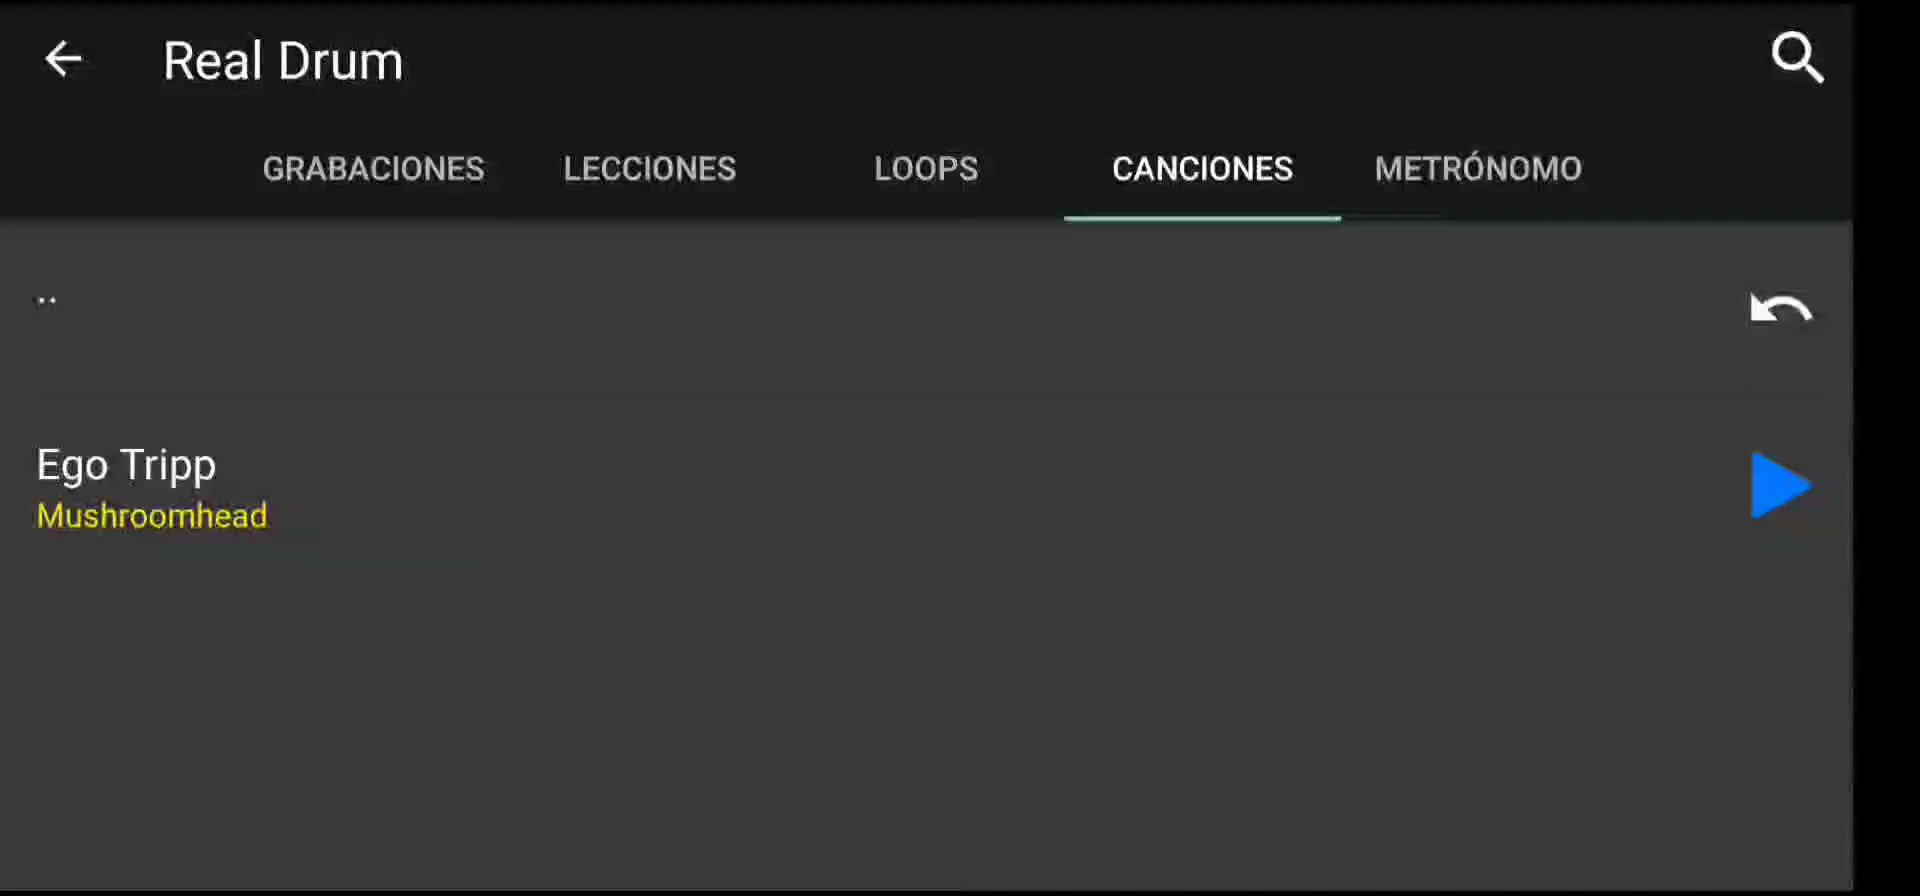 Real Drum
GRABACIONES LECCIONES LOOPS CANCIONES METRÓNOMO
..
Ego Tripp
Mushroomhead